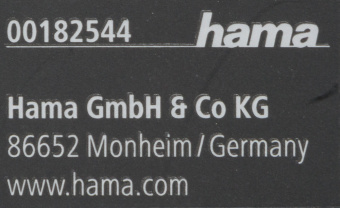 00182544 hama
Hama GmbH & Co KG
86652 Monheim/Germany
www.hama.com